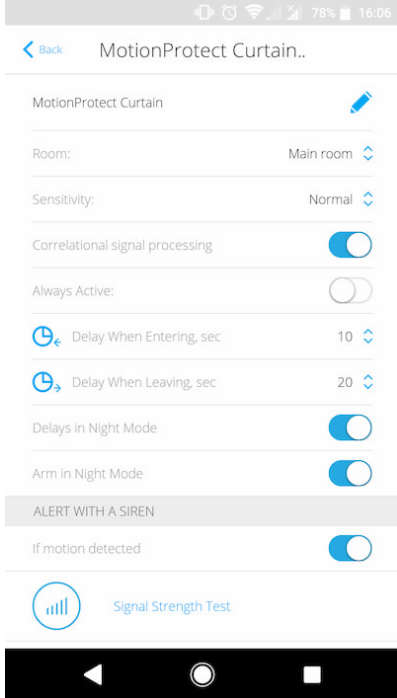 78% 16:06
Back MotionProtect Curtain..
MotionProtect Curtain
Room: Main room
Sensitivity: Normal
Correlational signal processing
Always Active:
Delay When Entering, sec 10
Delay When Leaving, sec 20
Delays in Night Mode
Arm in Night Mode
ALERT WITH A SIREN
If motion detected
Signal Strength Test